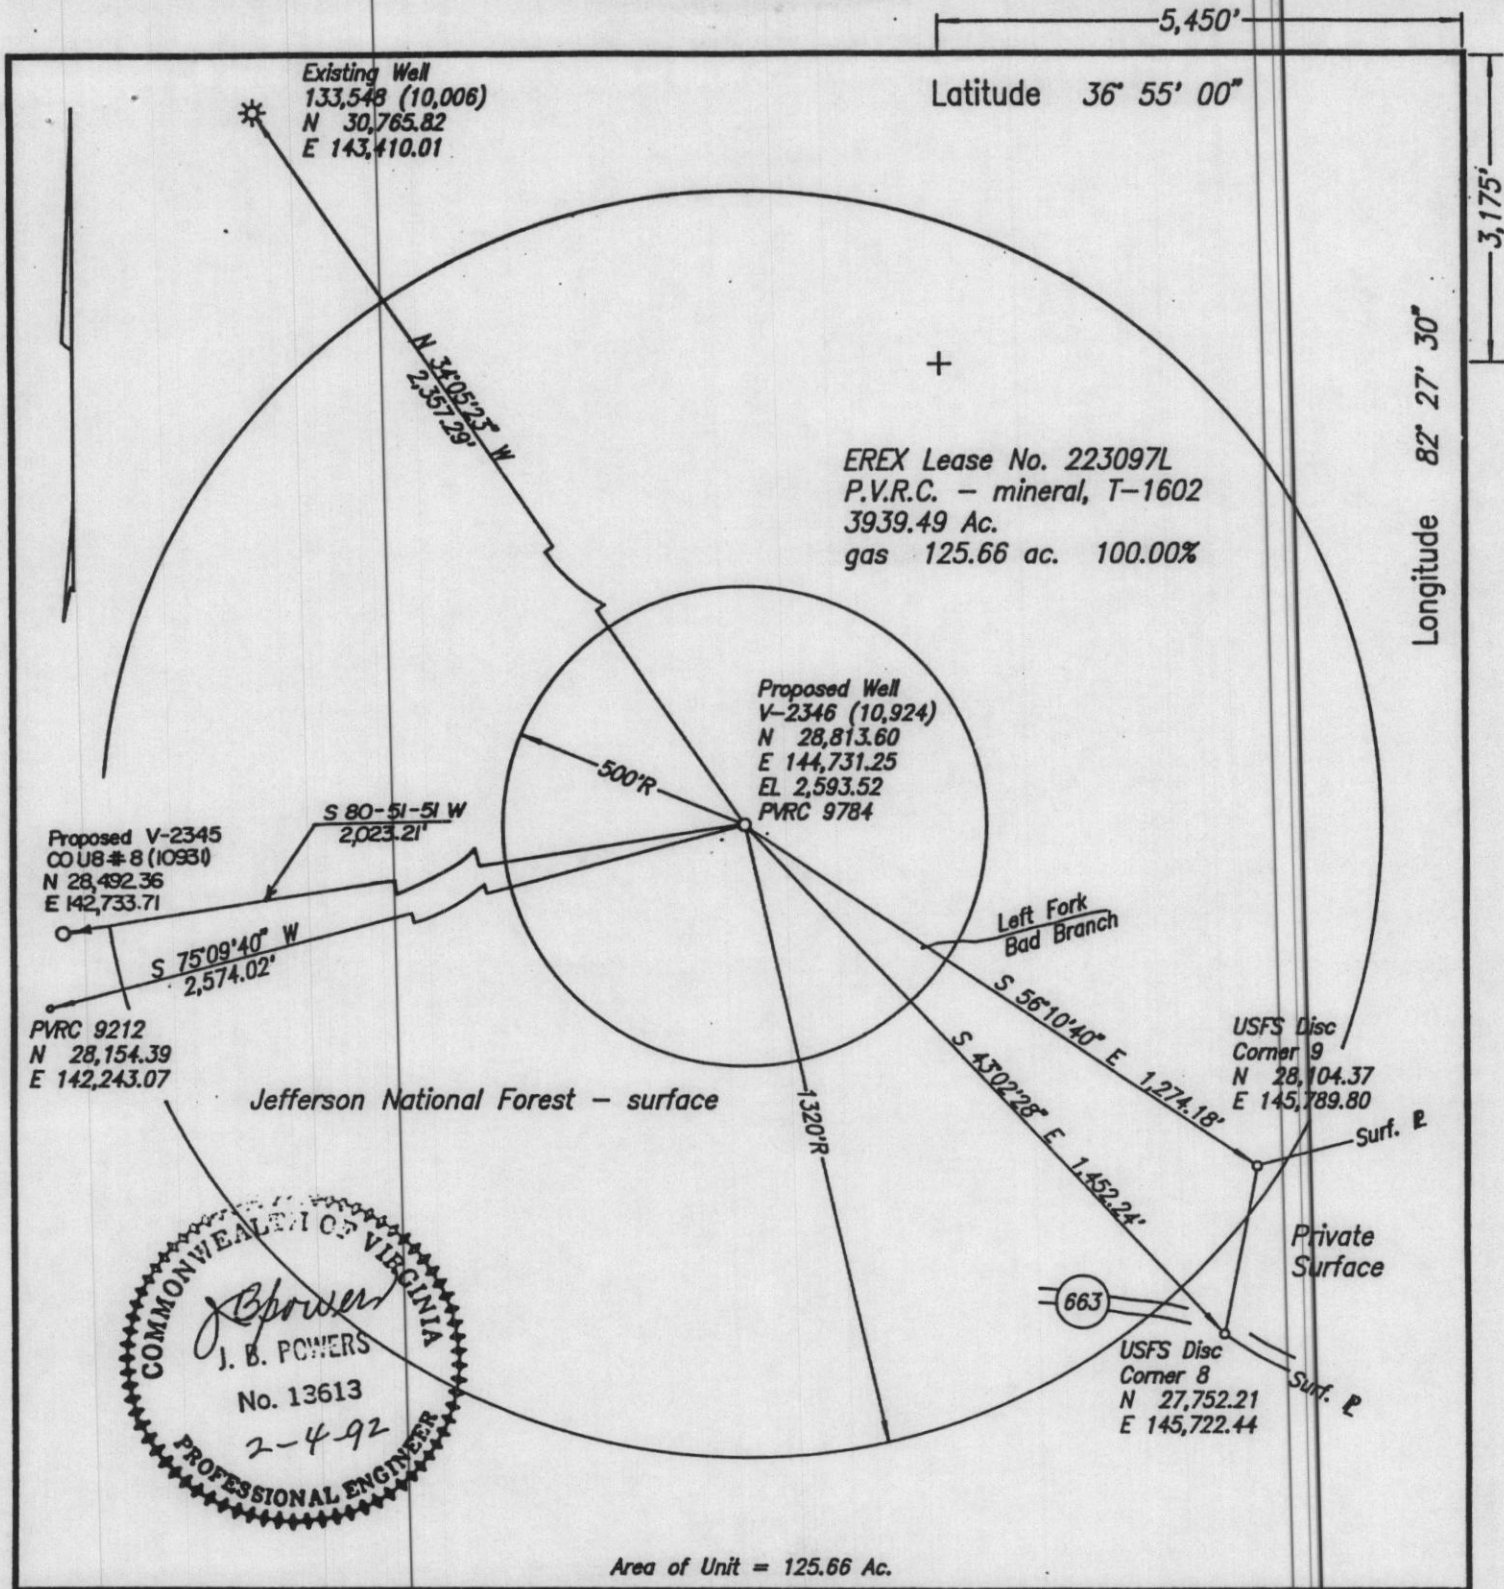 5,450'
3,175'
Latitude 36° 55' 00"
Longitude 82° 27' 30"
Existing Well
133,548 (10,006)
N 30,765.82
E 143,410.01
N 34°05'23" W
2,357.29'
EREX Lease No. 223097L
P.V.R.C. – mineral, T–1602
3939.49 Ac.
gas 125.66 ac. 100.00%
Proposed Well
V–2346 (10,924)
N 28,813.60
E 144,731.25
EL 2,593.52
PVRC 9784
500'R
S 80-51-51 W
2,023.21'
Proposed V-2345
CO U8 # 8 (10931)
N 28,492.36
E 142,733.71
S 75°09'40" W
2,574.02'
PVRC 9212
N 28,154.39
E 142,243.07
Left Fork
Bad Branch
S 56°10'40" E 1,274.18'
S 43°02'28" E 1,452.24'
USFS Disc
Corner 9
N 28,104.37
E 145,789.80
Surf. PL
Jefferson National Forest – surface
1320'R
Private
Surface
663
USFS Disc
Corner 8
N 27,752.21
E 145,722.44
Surf. PL
COMMONWEALTH OF VIRGINIA
J B Powers
J. B. POWERS
No. 13613
2-4-92
PROFESSIONAL ENGINEER
Area of Unit = 125.66 Ac.